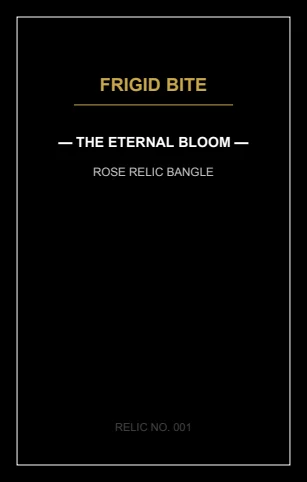 FRIGID BITE
— THE ETERNAL BLOOM —
ROSE RELIC BANGLE
RELIC NO. 001